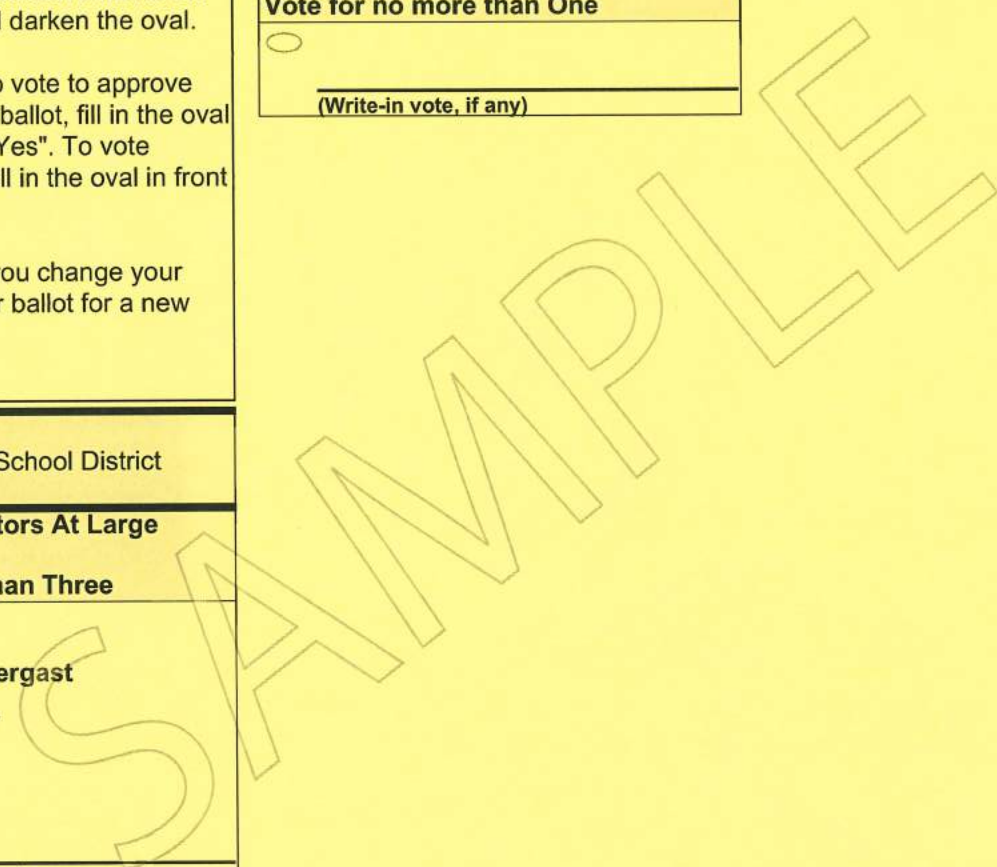 darken the oval.
vote to approve
ballot, fill in the oval
Yes". To vote
ll in the oval in front
ou change your
r ballot for a new
School District
tors At Large
an Three
ergast
Vote for no more than One
(Write-in vote, if any)
SAMPLE